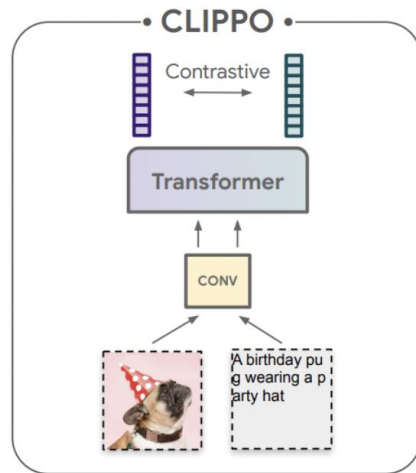 • CLIPPO •
Contrastive
Transformer
CONV
A birthday pu
g wearing a p
arty hat